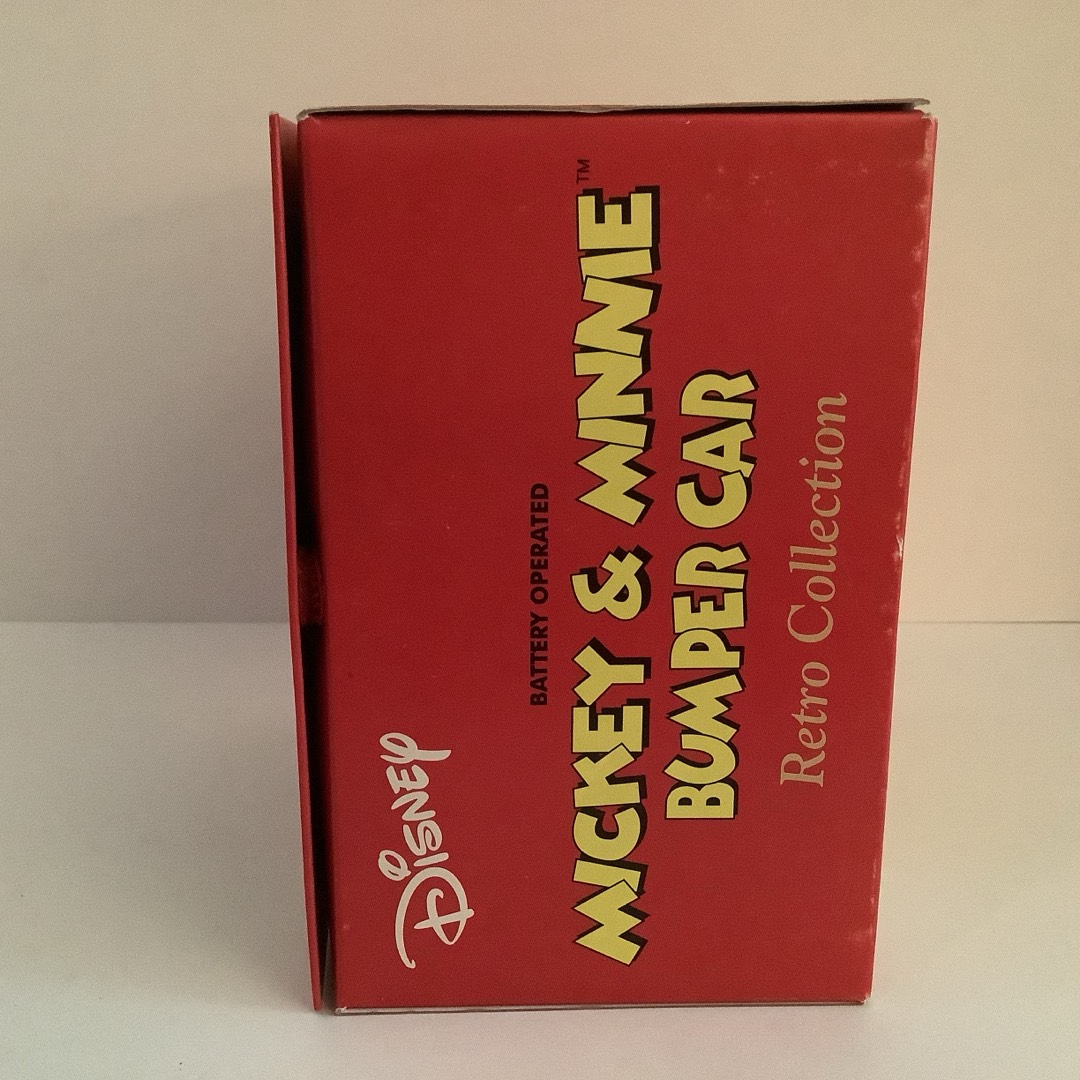 Disney
BATTERY OPERATED
MICKEY & MINNIE™
BUMPER CAR
Retro Collection